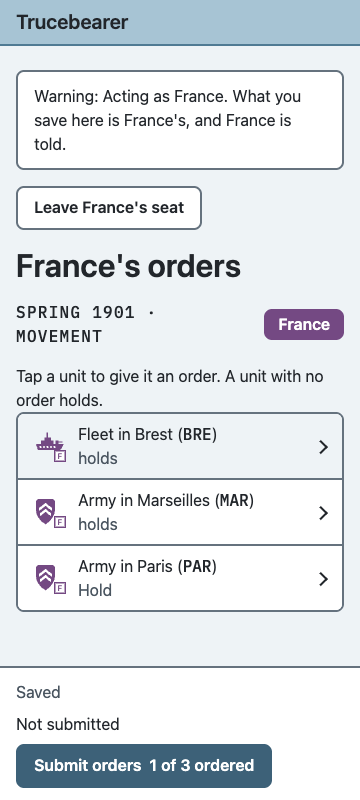 Trucebearer
Warning: Acting as France. What you
save here is France's, and France is
told.
Leave France's seat
France's orders
SPRING 1901 ·
MOVEMENT
France
Tap a unit to give it an order. A unit with no
order holds.
Fleet in Brest (BRE)
holds
F
Army in Marseilles (MAR)
holds
F
Army in Paris (PAR)
Hold
F
Saved
Not submitted
Submit orders 1 of 3 ordered